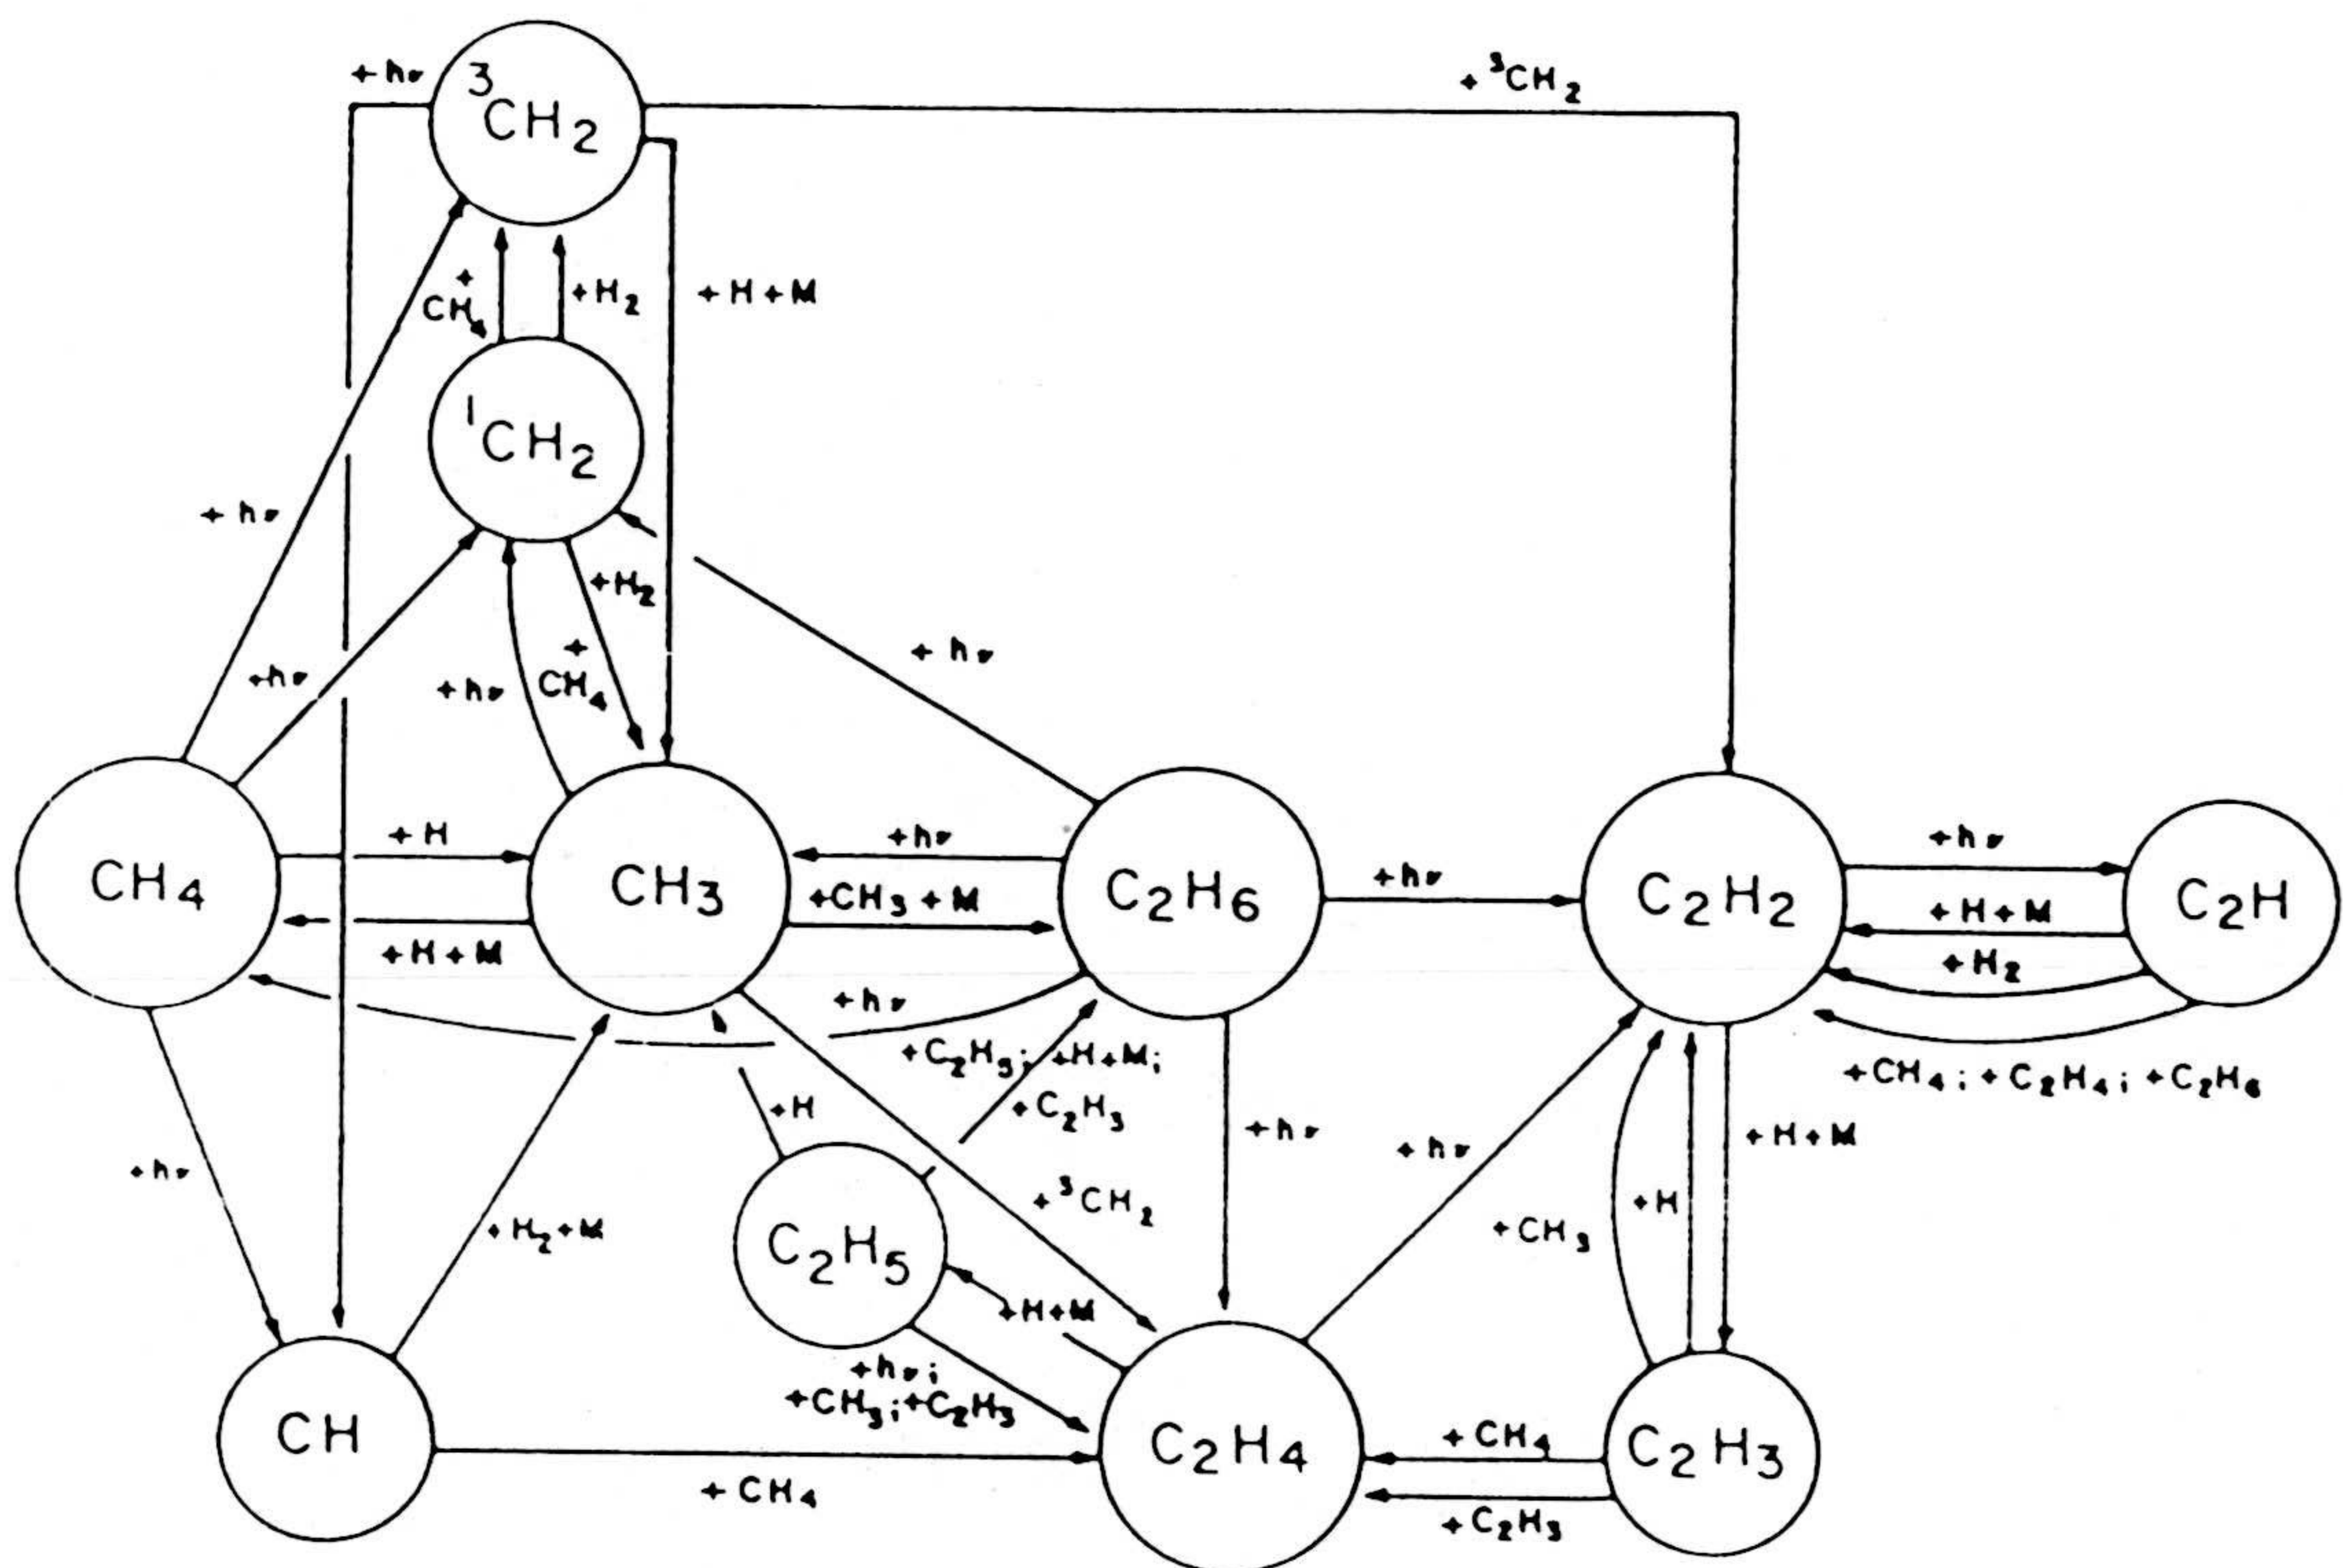 +hν
³CH₂
+ ³CH₂
+
CH₄
+H₂
+H+M
¹CH₂
+hν
+H₂
+hν
+hν
+
CH₄
+hν
CH₄
+H
+H+M
CH₃
+hν
+CH₃+M
C₂H₆
+hν
C₂H₂
+hν
+H+M
+H₂
C₂H
+hν
+C₂H₅; +H+M;
+C₂H₃
+CH₄; +C₂H₄; +C₂H₆
+H
+hν
+hν
+H+M
+hν
+H₂+M
+³CH₂
+CH₃
+H
C₂H₅
+H+M
+hν;
+CH₃;+C₂H₃
CH
+CH₄
C₂H₄
+CH₄
+C₂H₃
C₂H₃